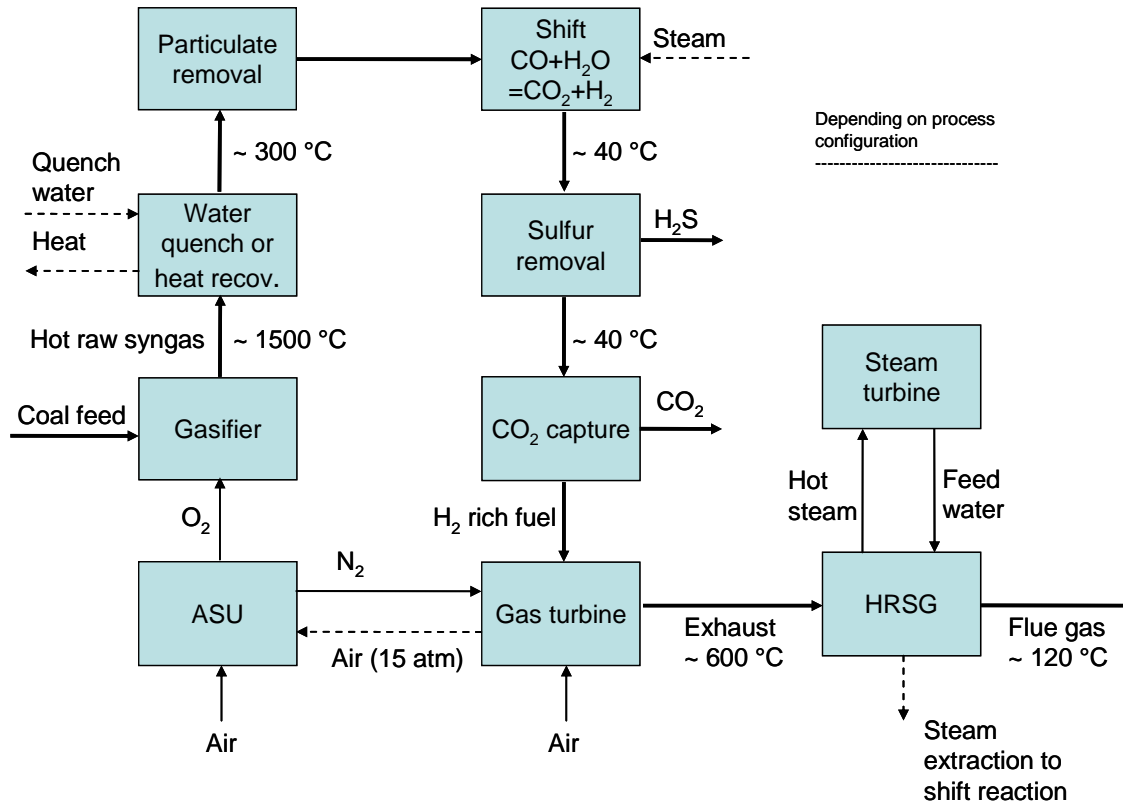 Particulate
removal
Shift
CO+H₂O
=CO₂+H₂
Steam
Depending on process
configuration
~ 300 °C
~ 40 °C
Quench
water
Heat
Water
quench or
heat recov.
Sulfur
removal
H₂S
Hot raw syngas
~ 1500 °C
~ 40 °C
Steam
turbine
Coal feed
Gasifier
CO₂ capture
CO₂
Hot
steam
Feed
water
O₂
H₂ rich fuel
N₂
ASU
Gas turbine
HRSG
Air (15 atm)
Exhaust
~ 600 °C
Flue gas
~ 120 °C
Air
Air
Steam
extraction to
shift reaction